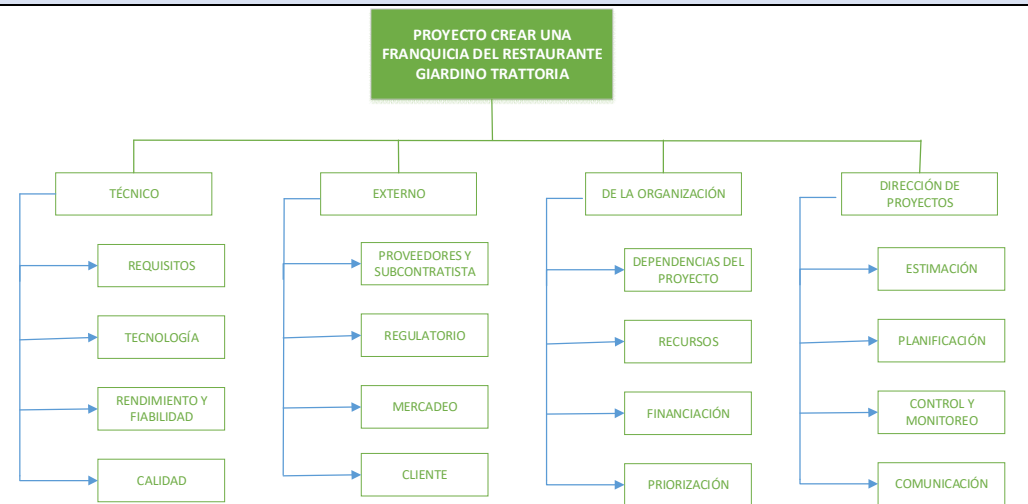 PROYECTO CREAR UNA
FRANQUICIA DEL RESTAURANTE
GIARDINO TRATTORIA
TÉCNICO
REQUISITOS
TECNOLOGÍA
RENDIMIENTO Y
FIABILIDAD
CALIDAD
EXTERNO
PROVEEDORES Y
SUBCONTRATISTA
REGULATORIO
MERCADEO
CLIENTE
DE LA ORGANIZACIÓN
DEPENDENCIAS DEL
PROYECTO
RECURSOS
FINANCIACIÓN
PRIORIZACIÓN
DIRECCIÓN DE
PROYECTOS
ESTIMACIÓN
PLANIFICACIÓN
CONTROL Y
MONITOREO
COMUNICACIÓN